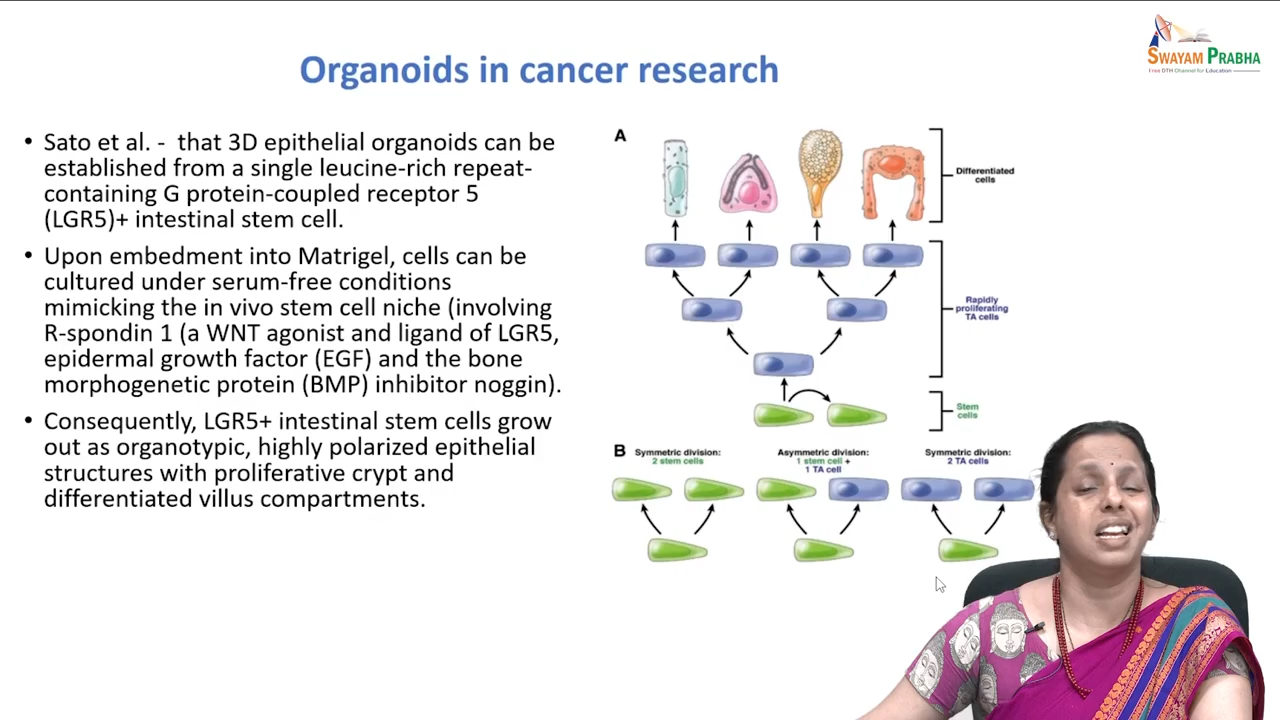 SWAYAM PRABHA
Free DTH Channel for Education
Organoids in cancer research
• Sato et al. - that 3D epithelial organoids can be
established from a single leucine-rich repeat-
containing G protein-coupled receptor 5
(LGR5)+ intestinal stem cell.
• Upon embedment into Matrigel, cells can be
cultured under serum-free conditions
mimicking the in vivo stem cell niche (involving
R-spondin 1 (a WNT agonist and ligand of LGR5,
epidermal growth factor (EGF) and the bone
morphogenetic protein (BMP) inhibitor noggin).
• Consequently, LGR5+ intestinal stem cells grow
out as organotypic, highly polarized epithelial
structures with proliferative crypt and
differentiated villus compartments.
A
Differentiated
cells
Rapidly
proliferating
TA cells
Stem
cells
B
Symmetric division:
2 stem cells
Asymmetric division:
1 stem cell +
1 TA cell
Symmetric division:
2 TA cells